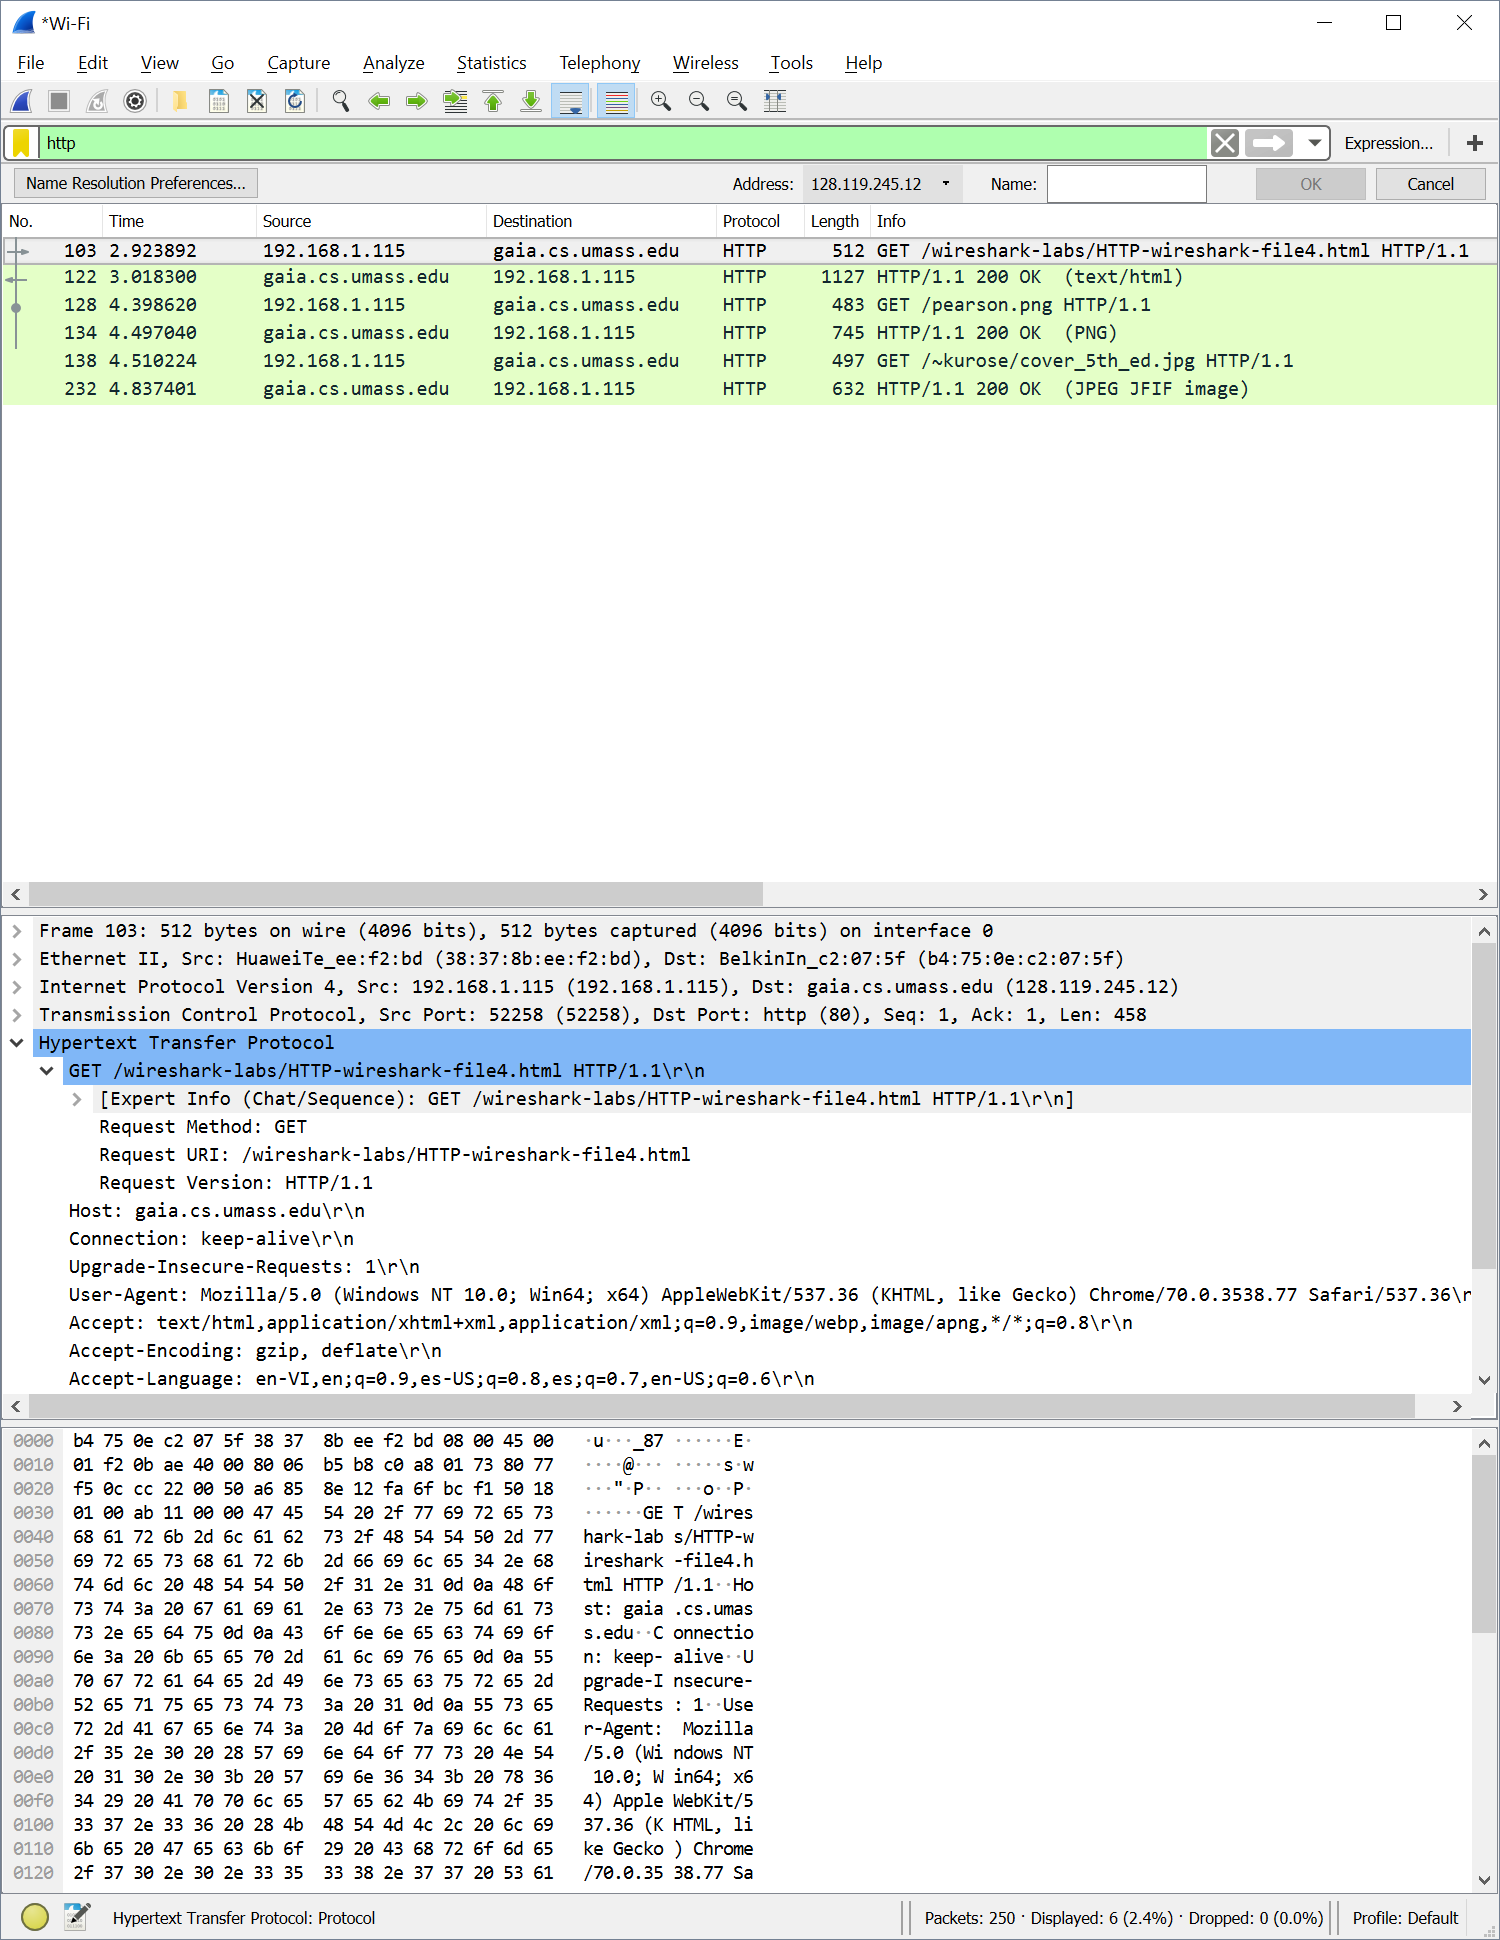 *Wi-Fi
File Edit View Go Capture Analyze Statistics Telephony Wireless Tools Help
http Expression... +
Name Resolution Preferences... Address: 128.119.245.12 Name: OK Cancel
No. Time Source Destination Protocol Length Info
103 2.923892 192.168.1.115 gaia.cs.umass.edu HTTP 512 GET /wireshark-labs/HTTP-wireshark-file4.html HTTP/1.1
122 3.018300 gaia.cs.umass.edu 192.168.1.115 HTTP 1127 HTTP/1.1 200 OK (text/html)
128 4.398620 192.168.1.115 gaia.cs.umass.edu HTTP 483 GET /pearson.png HTTP/1.1
134 4.497040 gaia.cs.umass.edu 192.168.1.115 HTTP 745 HTTP/1.1 200 OK (PNG)
138 4.510224 192.168.1.115 gaia.cs.umass.edu HTTP 497 GET /~kurose/cover_5th_ed.jpg HTTP/1.1
232 4.837401 gaia.cs.umass.edu 192.168.1.115 HTTP 632 HTTP/1.1 200 OK (JPEG JFIF image)
Frame 103: 512 bytes on wire (4096 bits), 512 bytes captured (4096 bits) on interface 0
Ethernet II, Src: HuaweiTe_ee:f2:bd (38:37:8b:ee:f2:bd), Dst: BelkinIn_c2:07:5f (b4:75:0e:c2:07:5f)
Internet Protocol Version 4, Src: 192.168.1.115 (192.168.1.115), Dst: gaia.cs.umass.edu (128.119.245.12)
Transmission Control Protocol, Src Port: 52258 (52258), Dst Port: http (80), Seq: 1, Ack: 1, Len: 458
Hypertext Transfer Protocol
GET /wireshark-labs/HTTP-wireshark-file4.html HTTP/1.1\r\n
[Expert Info (Chat/Sequence): GET /wireshark-labs/HTTP-wireshark-file4.html HTTP/1.1\r\n]
Request Method: GET
Request URI: /wireshark-labs/HTTP-wireshark-file4.html
Request Version: HTTP/1.1
Host: gaia.cs.umass.edu\r\n
Connection: keep-alive\r\n
Upgrade-Insecure-Requests: 1\r\n
User-Agent: Mozilla/5.0 (Windows NT 10.0; Win64; x64) AppleWebKit/537.36 (KHTML, like Gecko) Chrome/70.0.3538.77 Safari/537.36\r
Accept: text/html,application/xhtml+xml,application/xml;q=0.9,image/webp,image/apng,*/*;q=0.8\r\n
Accept-Encoding: gzip, deflate\r\n
Accept-Language: en-VI,en;q=0.9,es-US;q=0.8,es;q=0.7,en-US;q=0.6\r\n
0000 b4 75 0e c2 07 5f 38 37 8b ee f2 bd 08 00 45 00 ·u···_87 ······E·
0010 01 f2 0b ae 40 00 80 06 b5 b8 c0 a8 01 73 80 77 ····@··· ·····s·w
0020 f5 0c cc 22 00 50 a6 85 8e 12 fa 6f bc f1 50 18 ···"·P·· ···o··P·
0030 01 00 ab 11 00 00 47 45 54 20 2f 77 69 72 65 73 ······GE T /wires
0040 68 61 72 6b 2d 6c 61 62 73 2f 48 54 54 50 2d 77 hark-lab s/HTTP-w
0050 69 72 65 73 68 61 72 6b 2d 66 69 6c 65 34 2e 68 ireshark -file4.h
0060 74 6d 6c 20 48 54 54 50 2f 31 2e 31 0d 0a 48 6f tml HTTP /1.1··Ho
0070 73 74 3a 20 67 61 69 61 2e 63 73 2e 75 6d 61 73 st: gaia .cs.umas
0080 73 2e 65 64 75 0d 0a 43 6f 6e 6e 65 63 74 69 6f s.edu··C onnectio
0090 6e 3a 20 6b 65 65 70 2d 61 6c 69 76 65 0d 0a 55 n: keep- alive··U
00a0 70 67 72 61 64 65 2d 49 6e 73 65 63 75 72 65 2d pgrade-I nsecure-
00b0 52 65 71 75 65 73 74 73 3a 20 31 0d 0a 55 73 65 Requests : 1··Use
00c0 72 2d 41 67 65 6e 74 3a 20 4d 6f 7a 69 6c 6c 61 r-Agent: Mozilla
00d0 2f 35 2e 30 20 28 57 69 6e 64 6f 77 73 20 4e 54 /5.0 (Wi ndows NT
00e0 20 31 30 2e 30 3b 20 57 69 6e 36 34 3b 20 78 36 10.0; W in64; x6
00f0 34 29 20 41 70 70 6c 65 57 65 62 4b 69 74 2f 35 4) Apple WebKit/5
0100 33 37 2e 33 36 20 28 4b 48 54 4d 4c 2c 20 6c 69 37.36 (K HTML, li
0110 6b 65 20 47 65 63 6b 6f 29 20 43 68 72 6f 6d 65 ke Gecko ) Chrome
0120 2f 37 30 2e 30 2e 33 35 33 38 2e 37 37 20 53 61 /70.0.35 38.77 Sa
Hypertext Transfer Protocol: Protocol Packets: 250 · Displayed: 6 (2.4%) · Dropped: 0 (0.0%) Profile: Default